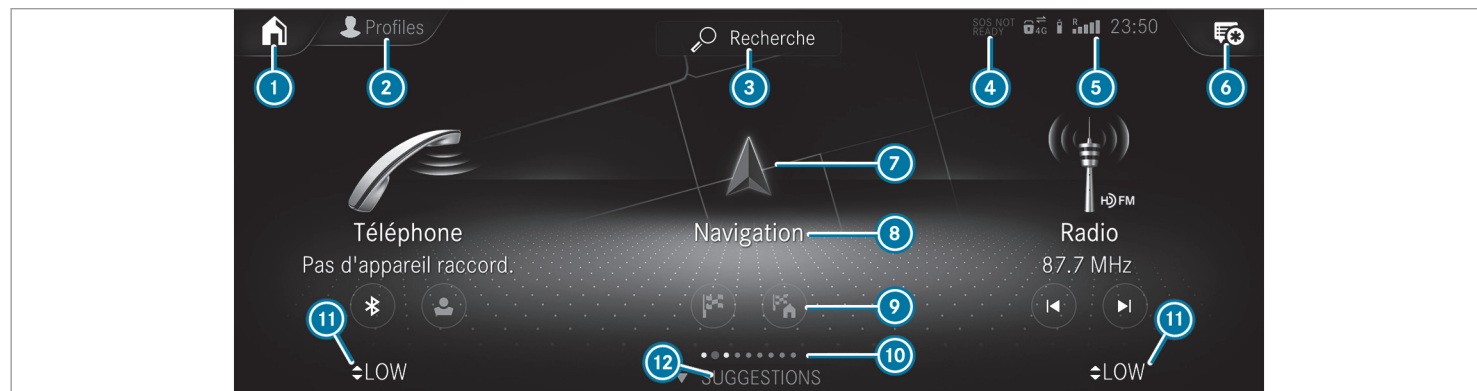 Profiles
Recherche
SOS NOT
READY
4G
R
23:50
1
2
3
4
5
6
7
HD FM
Téléphone
Navigation
8
Radio
Pas d'appareil raccord.
87.7 MHz
9
11
11
10
12
LOW
SUGGESTIONS
LOW